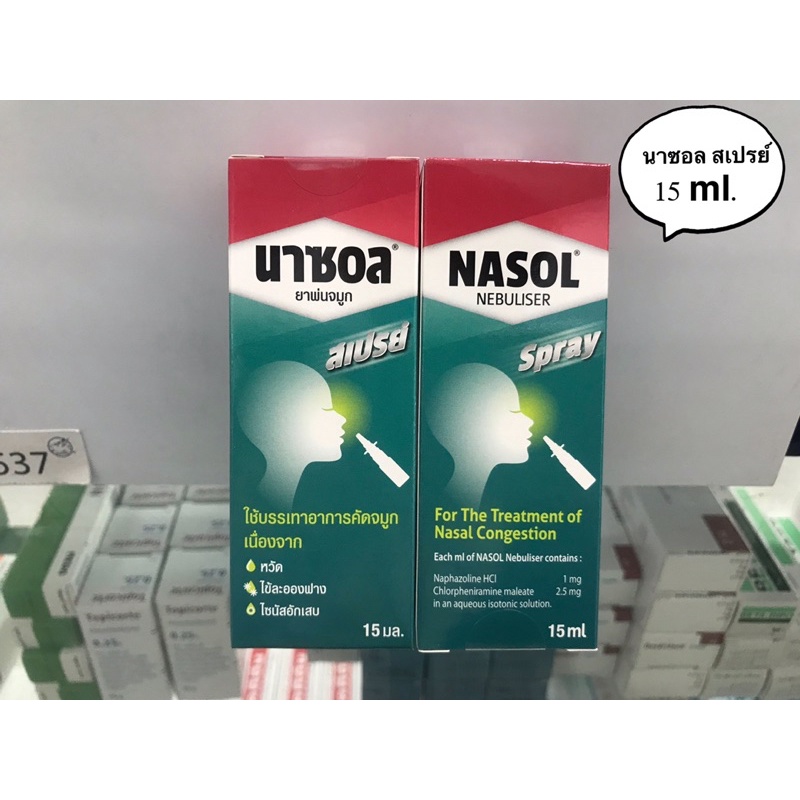 นาซอล สเปรย์
15 ml.
นาซอล®
ยาพ่นจมูก
สเปรย์
ใช้บรรเทาอาการคัดจมูก
เนื่องจาก
หวัด
ไข้ละอองฟาง
ไซนัสอักเสบ
15 มล.
NASOL®
NEBULISER
Spray
For The Treatment of
Nasal Congestion
Each ml of NASOL Nebuliser contains :
Naphazoline HCl 1 mg
Chlorpheniramine maleate 2.5 mg
in an aqueous isotonic solution.
15 ml
537